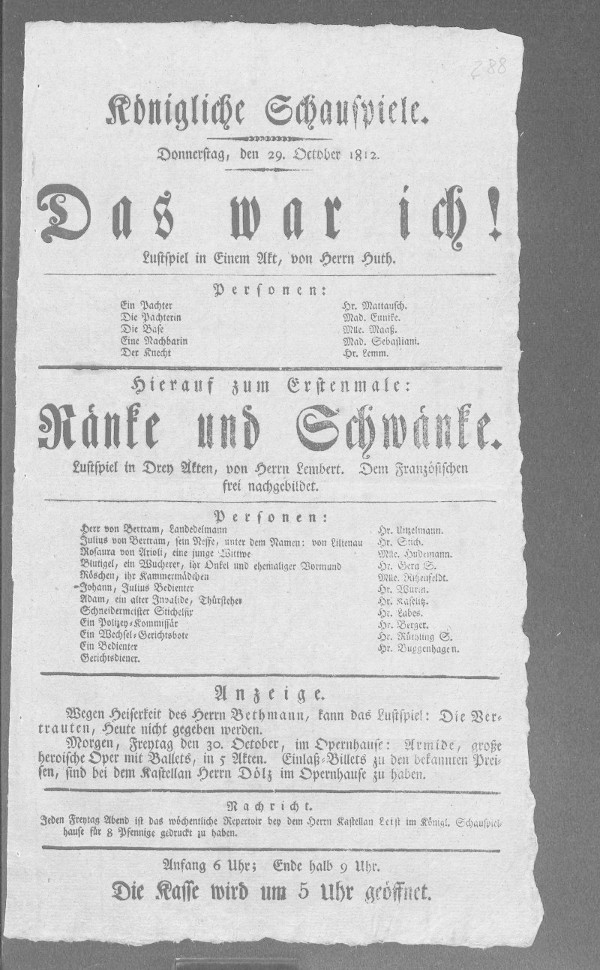 288
Königliche Schauspiele.
Donnerstag, den 29. October 1812.
Das war ich!
Lustspiel in Einem Akt, von Herrn Huth.
Personen:
Ein Pachter Hr. Mattausch.
Die Pachterin Mad. Eunike.
Die Base Mlle. Maaß.
Eine Nachbarin Mad. Sebastiani.
Der Knecht Hr. Lemm.
Hierauf zum Erstenmale:
Ränke und Schwänke.
Lustspiel in Drey Akten, von Herrn Lembert. Dem Französischen
frei nachgebildet.
Personen:
Herr von Bertram, Landedelmann Hr. Unzelmann.
Julius von Bertram, sein Neffe, unter dem Namen: von Lilienau Hr. Stich.
Rosaura von Arioli, eine junge Wittwe Mlle.
Blutigel, ein Wucherer, ihr Onkel und ehemaliger Vormund Hr. Gern S.
Röschen, ihr Kammermädchen Mlle.
Johann, Julius Bedienter Hr. Wurm.
Adam, ein alter Invalide, Thürsteher Hr. Kaselitz.
Schneidermeister Hr. Labes.
Ein Polizey-Kommissär Hr. Berger.
Ein Wechsel-Gerichtsbote Hr. Rüthling S.
Ein Bedienter Hr. Buggenhagen.
Gerichtsdiener.
Anzeige.
Wegen Heiserkeit des Herrn Bethmann, kann das Lustspiel: Die Ver-
trauten, Heute nicht gegeben werden.
Morgen, Freytag den 30. October, im Opernhause: Armide, große
heroische Oper mit Ballets, in 5 Akten. Einlaß-Billets zu den bekannten Prei-
sen, sind bei dem Kastellan Herrn Dölz im Opernhause zu haben.
Nachricht.
Jeden Freytag Abend ist das wöchentliche Repertoir bey dem Herrn Kastellan Leist im Königl. Schauspiel-
hause für 8 Pfennige gedruckt zu haben.
Anfang 6 Uhr; Ende halb 9 Uhr.
Die Kasse wird um 5 Uhr geöffnet.